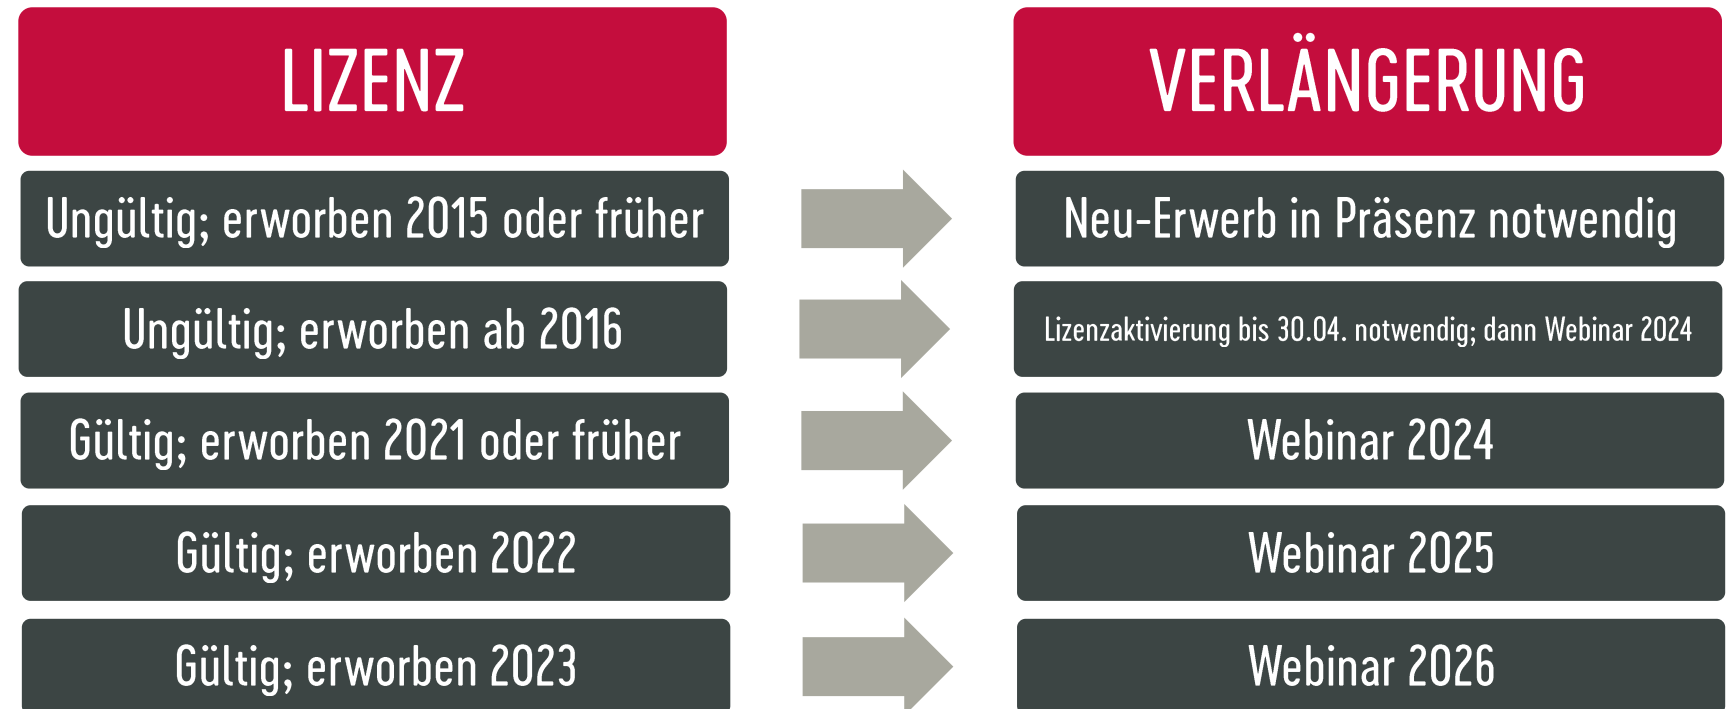 LIZENZ
VERLÄNGERUNG
Ungültig; erworben 2015 oder früher
Neu-Erwerb in Präsenz notwendig
Ungültig; erworben ab 2016
Lizenzaktivierung bis 30.04. notwendig; dann Webinar 2024
Gültig; erworben 2021 oder früher
Webinar 2024
Gültig; erworben 2022
Webinar 2025
Gültig; erworben 2023
Webinar 2026